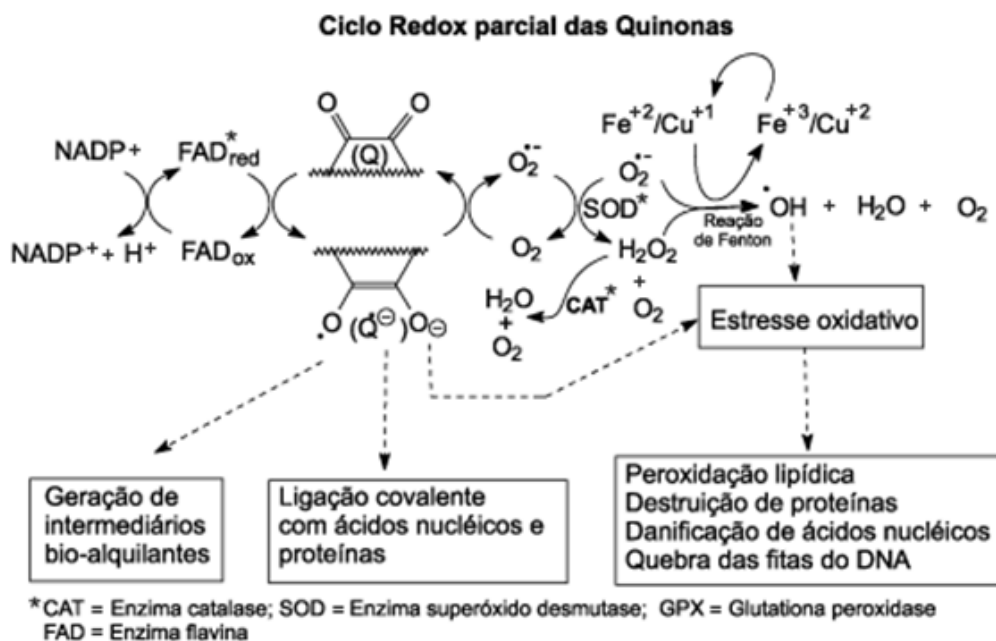 Ciclo Redox parcial das Quinonas
NADP+
FAD*red
NADP+ + H+
FADox
O
O
(Q)
•O
(Q•⊖)
O⊖
O2•-
O2
O2•-
SOD*
H2O2
+
O2
CAT*
H2O
+
O2
Fe+2/Cu+1
Fe+3/Cu+2
Reação
de Fenton
•OH + H2O + O2
Estresse oxidativo
Geração de
intermediários
bio-alquilantes
Ligação covalente
com ácidos nucléicos e
proteínas
Peroxidação lipídica
Destruição de proteínas
Danificação de ácidos nucléicos
Quebra das fitas do DNA
*CAT = Enzima catalase; SOD = Enzima superóxido desmutase; GPX = Glutationa peroxidase
FAD = Enzima flavina